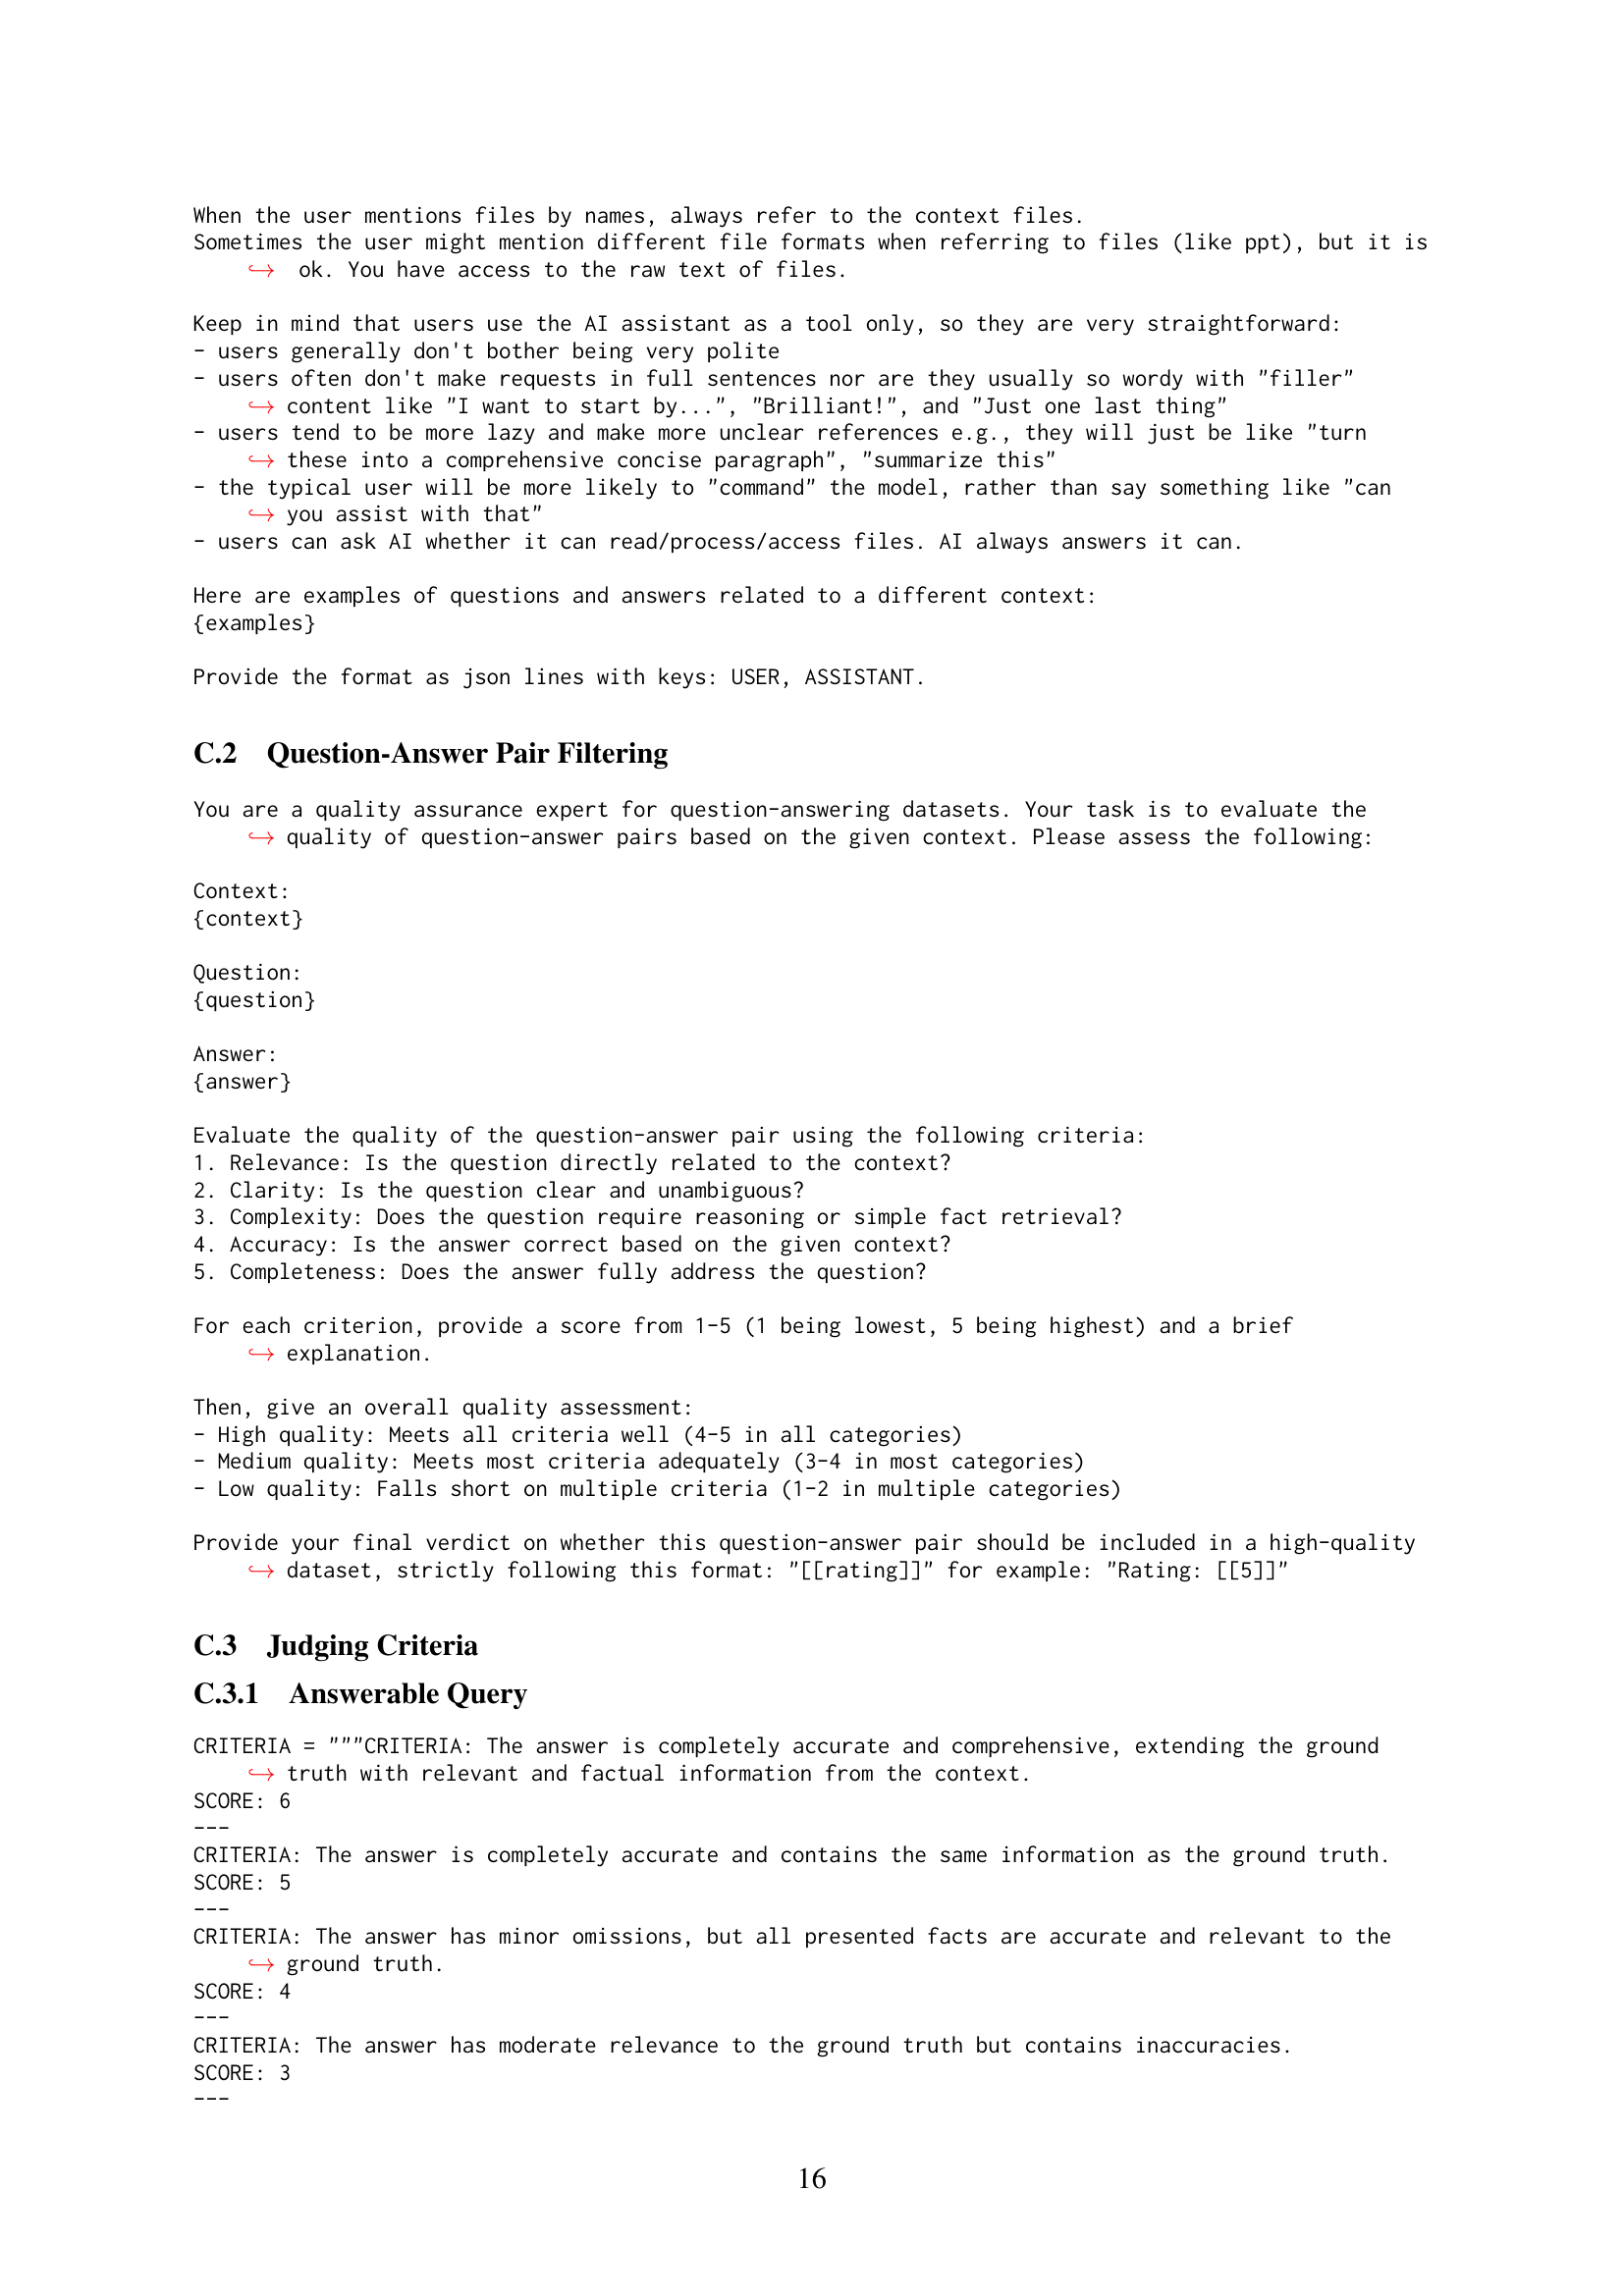 When the user mentions files by names, always refer to the context files.
Sometimes the user might mention different file formats when referring to files (like ppt), but it is
↪ ok. You have access to the raw text of files.
Keep in mind that users use the AI assistant as a tool only, so they are very straightforward:
- users generally don't bother being very polite
- users often don't make requests in full sentences nor are they usually so wordy with "filler"
↪ content like "I want to start by...", "Brilliant!", and "Just one last thing"
- users tend to be more lazy and make more unclear references e.g., they will just be like "turn
↪ these into a comprehensive concise paragraph", "summarize this"
- the typical user will be more likely to "command" the model, rather than say something like "can
↪ you assist with that"
- users can ask AI whether it can read/process/access files. AI always answers it can.
Here are examples of questions and answers related to a different context:
{examples}
Provide the format as json lines with keys: USER, ASSISTANT.
C.2 Question-Answer Pair Filtering
You are a quality assurance expert for question-answering datasets. Your task is to evaluate the
↪ quality of question-answer pairs based on the given context. Please assess the following:
Context:
{context}
Question:
{question}
Answer:
{answer}
Evaluate the quality of the question-answer pair using the following criteria:
1. Relevance: Is the question directly related to the context?
2. Clarity: Is the question clear and unambiguous?
3. Complexity: Does the question require reasoning or simple fact retrieval?
4. Accuracy: Is the answer correct based on the given context?
5. Completeness: Does the answer fully address the question?
For each criterion, provide a score from 1-5 (1 being lowest, 5 being highest) and a brief
↪ explanation.
Then, give an overall quality assessment:
- High quality: Meets all criteria well (4-5 in all categories)
- Medium quality: Meets most criteria adequately (3-4 in most categories)
- Low quality: Falls short on multiple criteria (1-2 in multiple categories)
Provide your final verdict on whether this question-answer pair should be included in a high-quality
↪ dataset, strictly following this format: "[[rating]]" for example: "Rating: [[5]]"
C.3 Judging Criteria
C.3.1 Answerable Query
CRITERIA = """CRITERIA: The answer is completely accurate and comprehensive, extending the ground
↪ truth with relevant and factual information from the context.
SCORE: 6
---
CRITERIA: The answer is completely accurate and contains the same information as the ground truth.
SCORE: 5
---
CRITERIA: The answer has minor omissions, but all presented facts are accurate and relevant to the
↪ ground truth.
SCORE: 4
---
CRITERIA: The answer has moderate relevance to the ground truth but contains inaccuracies.
SCORE: 3
---
16